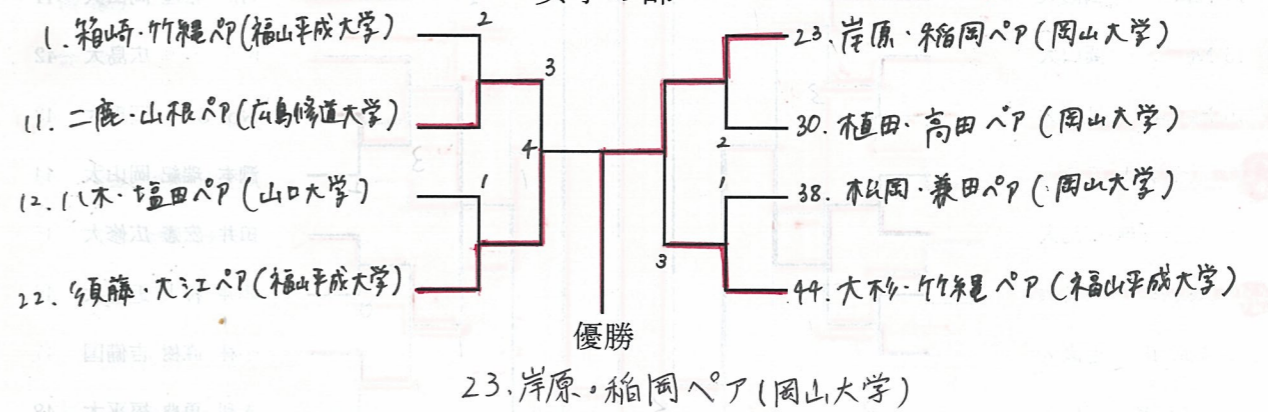 1. 箱崎・竹縄ペア(福山平成大学)
2
11. 二鹿・山根ペア(広島修道大学)
3
12. 八木・塩田ペア(山口大学)
1
22. 須藤・大江ペア(福山平成大学)
4
23. 岸原・稲岡ペア(岡山大学)
30. 植田・高田ペア(岡山大学)
2
38. 松岡・兼田ペア(岡山大学)
1
44. 大杉・竹縄ペア(福山平成大学)
3
優勝
23. 岸原・稲岡ペア(岡山大学)